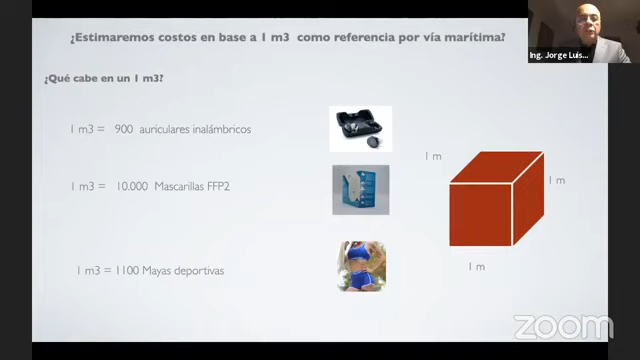 ¿Estimaremos costos en base a 1 m3 como referencia por vía marítima?
Ing. Jorge Luis...
¿Qué cabe en un 1 m3?
1 m3 = 900 auriculares inalámbricos
1 m3 = 10.000 Mascarillas FFP2
1 m3 = 1100 Mayas deportivas
1 m
1 m
1 m
zoom